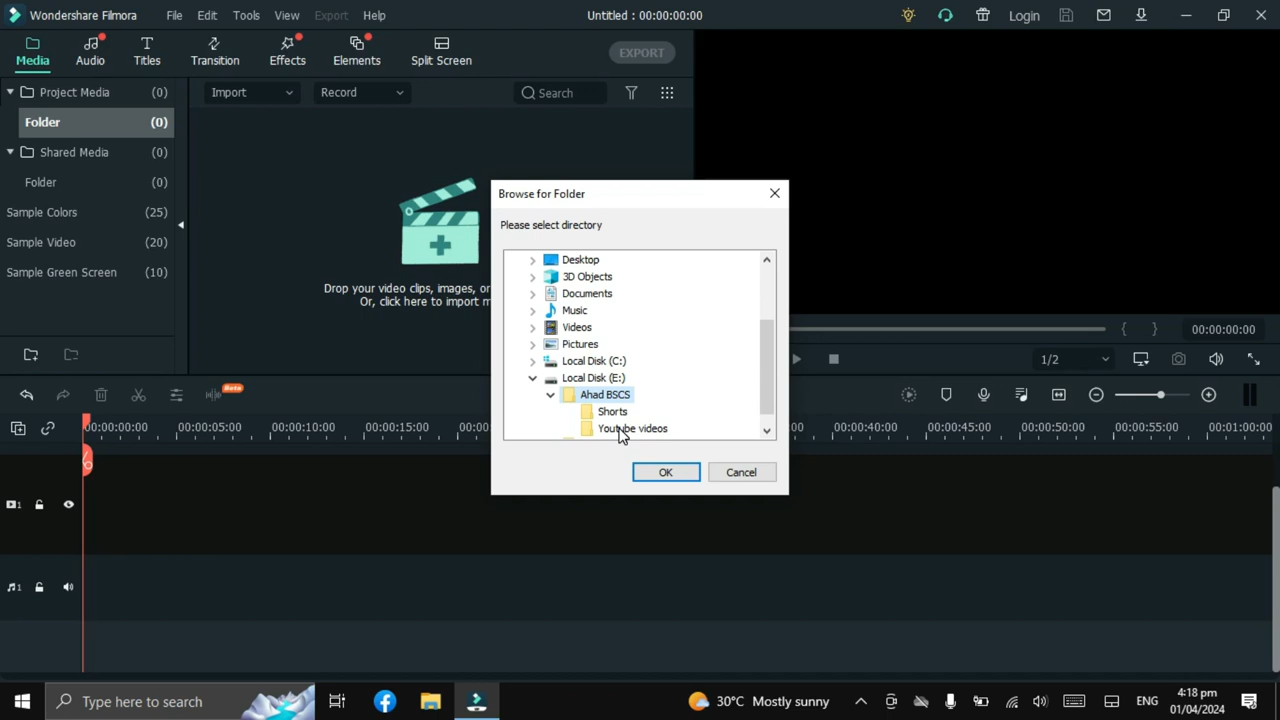 Wondershare Filmora File Edit Tools View Export Help Untitled : 00:00:00:00 Login
Media Audio Titles Transition Effects Elements Split Screen EXPORT
Project Media (0) Import Record Search
Folder (0)
Shared Media (0)
Folder (0)
Sample Colors (25)
Sample Video (20)
Sample Green Screen (10)
Drop your video clips, images, or
Or, click here to import m
Browse for Folder
Please select directory
Desktop
3D Objects
Documents
Music
Videos
Pictures
Local Disk (C:)
Local Disk (E:)
Ahad BSCS
Shorts
Youtube videos
OK Cancel
00:00:00:00
1/2
Beta
00:00:00:00 00:00:05:00 00:00:10:00 00:00:15:00 00:00:40:00 00:00:45:00 00:00:50:00 00:00:55:00 00:01:00:00
1
1
Type here to search 30°C Mostly sunny ENG 4:18 pm
01/04/2024